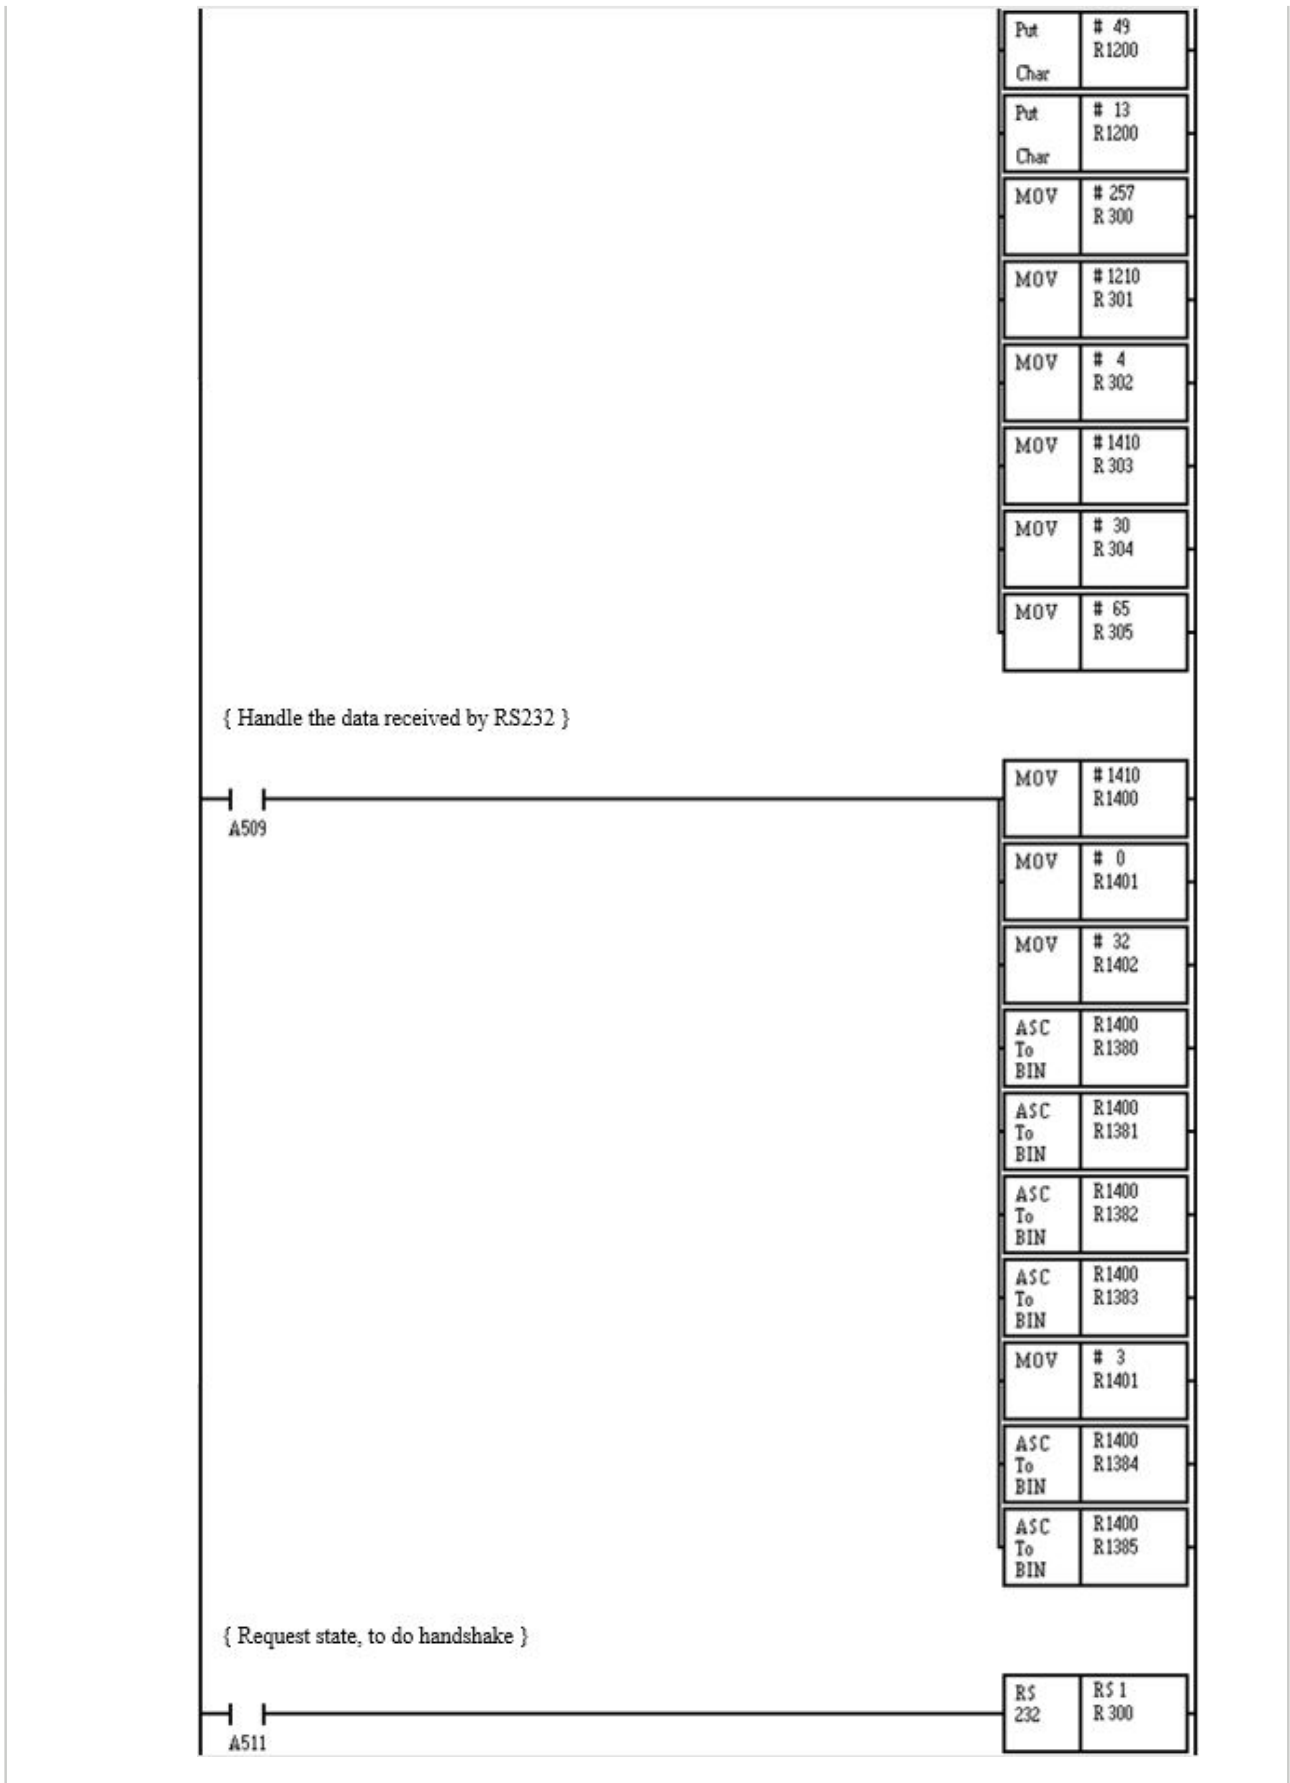 Put # 49
R1200
Char
Put # 13
R1200
Char
MOV # 257
R 300
MOV # 1210
R 301
MOV # 4
R 302
MOV # 1410
R 303
MOV # 30
R 304
MOV # 65
R 305
{ Handle the data received by RS232 }
MOV # 1410
R1400
A509
MOV # 0
R1401
MOV # 32
R1402
ASC R1400
To R1380
BIN
ASC R1400
To R1381
BIN
ASC R1400
To R1382
BIN
ASC R1400
To R1383
BIN
MOV # 3
R1401
ASC R1400
To R1384
BIN
ASC R1400
To R1385
BIN
{ Request state, to do handshake }
RS RS 1
232 R 300
A511